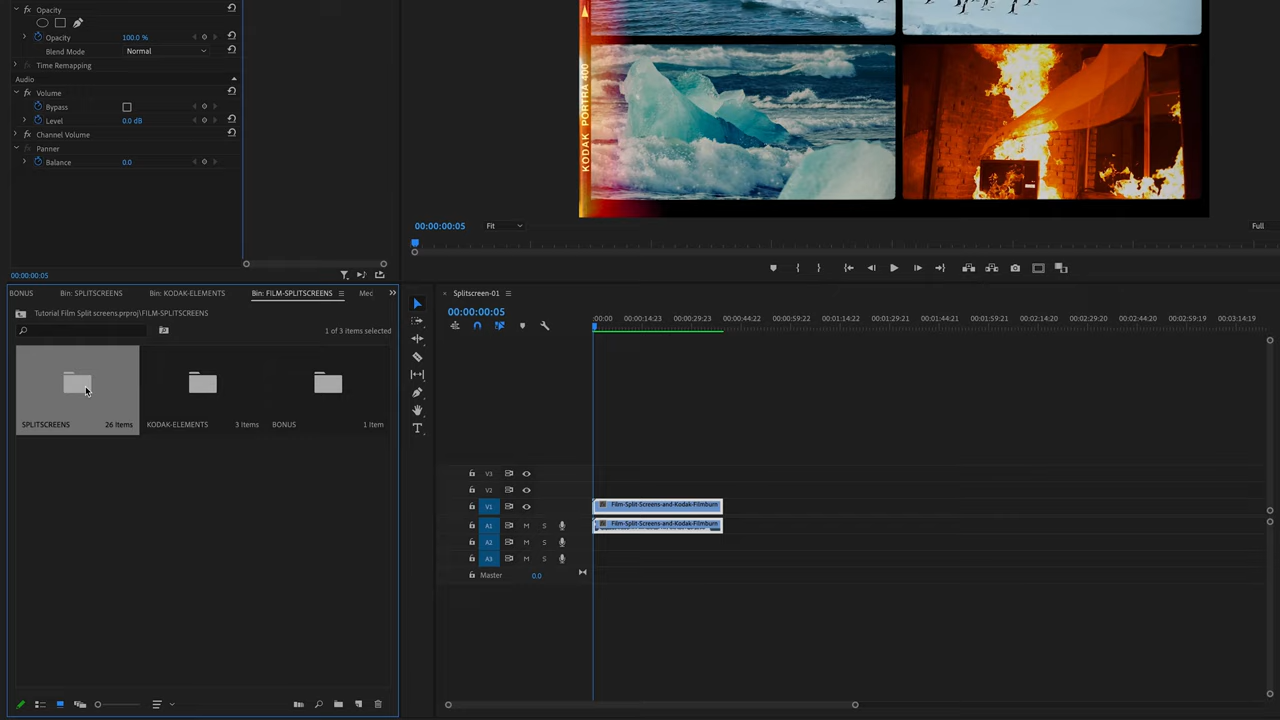 Opacity
Opacity 100.0 %
Blend Mode Normal
Time Remapping
Audio
Volume
Bypass
Level 0.0 dB
Channel Volume
Panner
Balance 0.0
00:00:00:05
KODAK PORTRA 400
00:00:00:05 Fit Full
BONUS Bin: SPLITSCREENS Bin: KODAK-ELEMENTS Bin: FILM-SPLITSCREENS Med
Tutorial Film Split screens.prproj\FILM-SPLITSCREENS
1 of 3 items selected
SPLITSCREENS 26 Items KODAK-ELEMENTS 3 Items BONUS 1 Item
Splitscreen-01
00:00:00:05
:00:00 00:00:14:23 00:00:29:23 00:00:44:22 00:00:59:22 00:01:14:22 00:01:29:21 00:01:44:21 00:01:59:21 00:02:14:20 00:02:29:20 00:02:44:20 00:02:59:19 00:03:14:19
V3
V2
V1 Film-Split-Screens-and-Kodak-Filmburn
A1 M S Film-Split-Screens-and-Kodak-Filmburn
A2 M S
A3 M S
Master 0.0